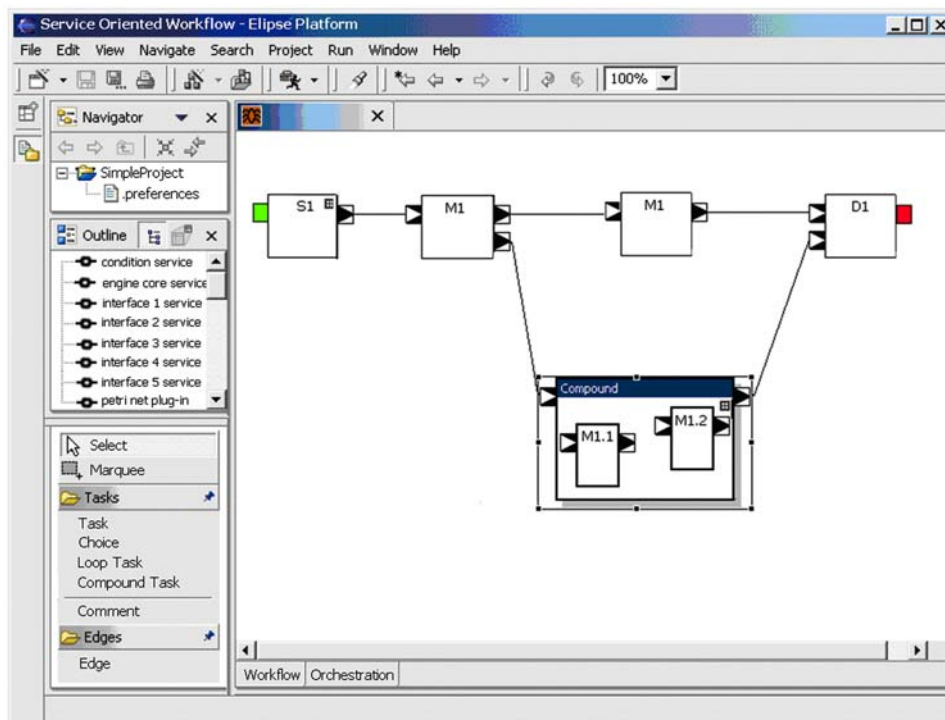 Service Oriented Workflow - Elipse Platform
File Edit View Navigate Search Project Run Window Help
100%
Navigator
SimpleProject
.preferences
Outline
condition service
engine core service
interface 1 service
interface 2 service
interface 3 service
interface 4 service
interface 5 service
petri net plug-in
Select
Marquee
Tasks
Task
Choice
Loop Task
Compound Task
Comment
Edges
Edge
S1 M1 M1 D1
Compound
M1.1 M1.2
Workflow Orchestration